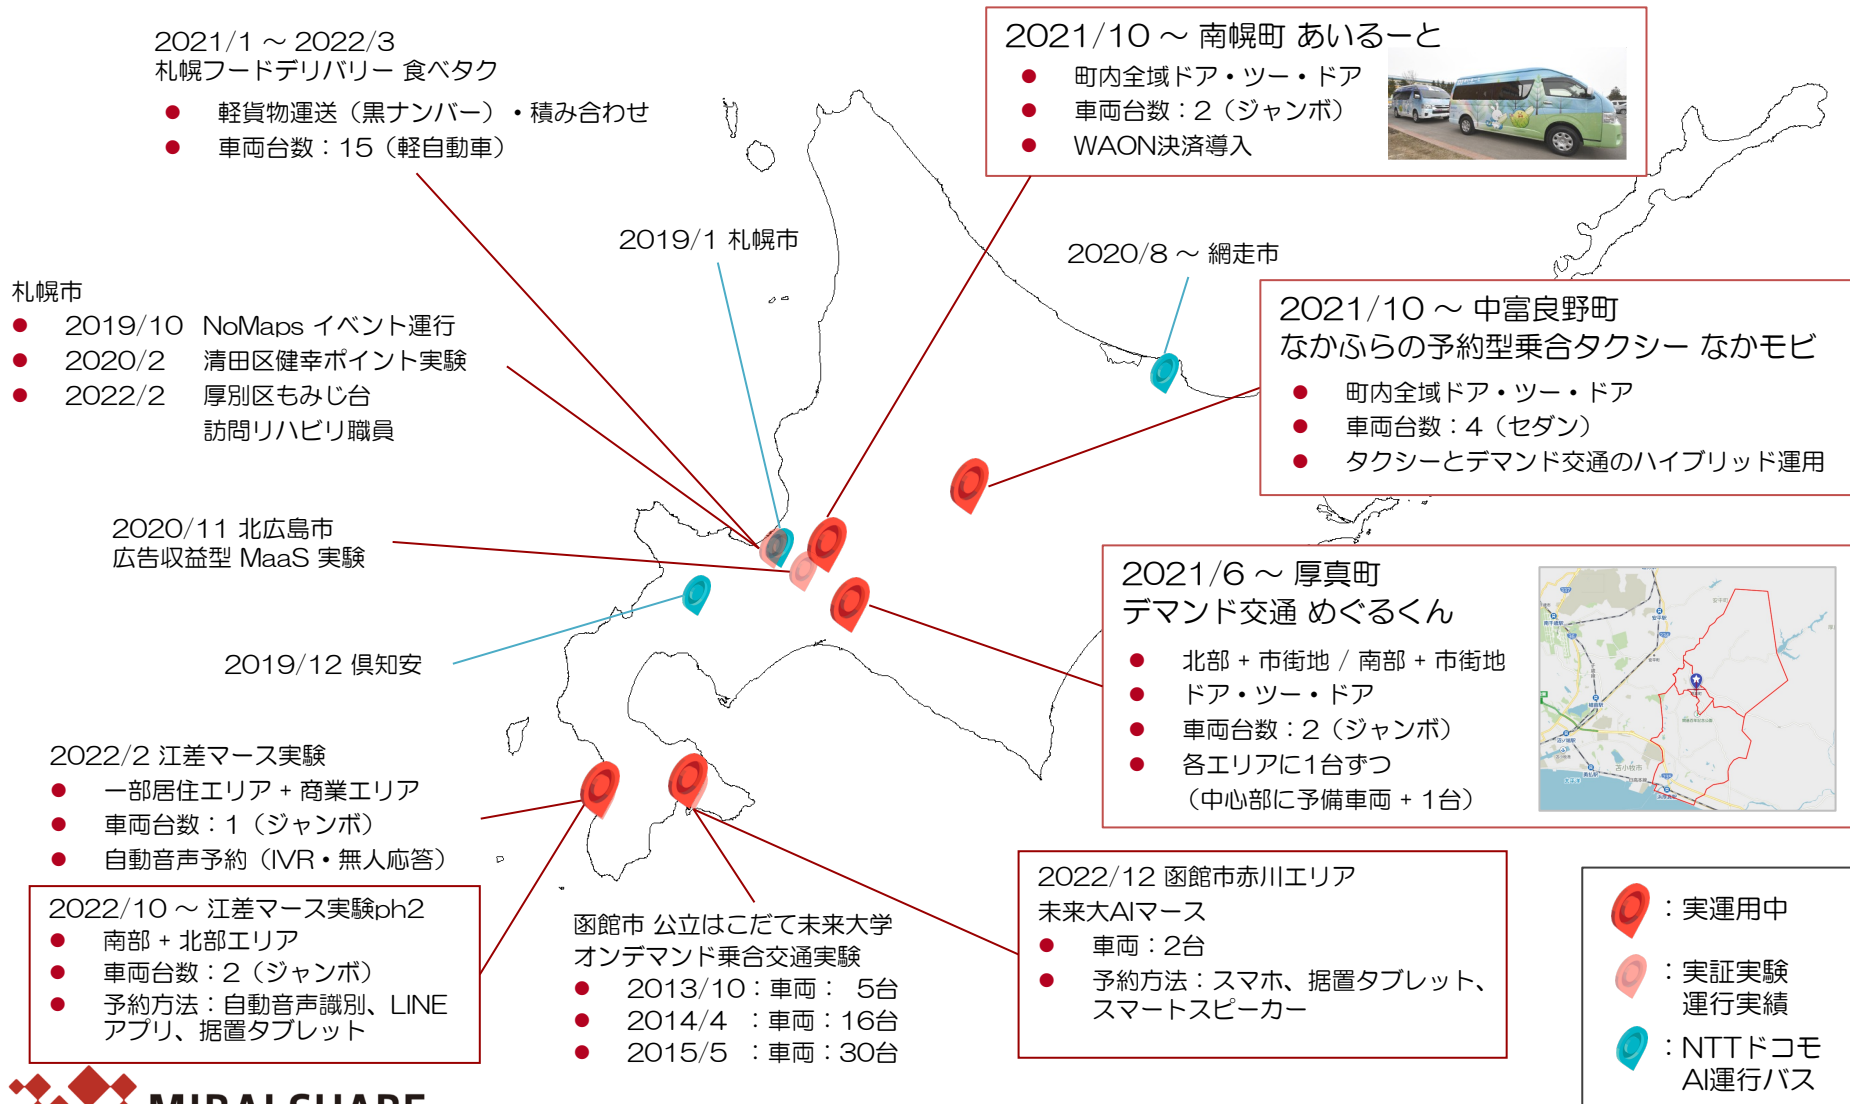 2021/1 ～ 2022/3
札幌フードデリバリー 食べタク
● 軽貨物運送（黒ナンバー）・積み合わせ
● 車両台数：15（軽自動車）
2021/10 ～ 南幌町 あいるーと
● 町内全域ドア・ツー・ドア
● 車両台数：2（ジャンボ）
● WAON決済導入
2019/1 札幌市
2020/8 ～ 網走市
札幌市
● 2019/10 NoMaps イベント運行
● 2020/2 清田区健幸ポイント実験
● 2022/2 厚別区もみじ台
訪問リハビリ職員
2021/10 ～ 中富良野町
なかふらの予約型乗合タクシー なかモビ
● 町内全域ドア・ツー・ドア
● 車両台数：4（セダン）
● タクシーとデマンド交通のハイブリッド運用
2020/11 北広島市
広告収益型 MaaS 実験
2019/12 倶知安
2021/6 ～ 厚真町
デマンド交通 めぐるくん
● 北部 + 市街地 / 南部 + 市街地
● ドア・ツー・ドア
● 車両台数：2（ジャンボ）
● 各エリアに1台ずつ
（中心部に予備車両 + 1台）
苫小牧市
2022/2 江差マース実験
● 一部居住エリア + 商業エリア
● 車両台数：1（ジャンボ）
● 自動音声予約（IVR・無人応答）
2022/10 ～ 江差マース実験ph2
● 南部 + 北部エリア
● 車両台数：2（ジャンボ）
● 予約方法：自動音声識別、LINE
アプリ、据置タブレット
函館市 公立はこだて未来大学
オンデマンド乗合交通実験
● 2013/10：車両： 5台
● 2014/4 ：車両：16台
● 2015/5 ：車両：30台
2022/12 函館市赤川エリア
未来大AIマース
● 車両：2台
● 予約方法：スマホ、据置タブレット、
スマートスピーカー
：実運用中
：実証実験
運行実績
：NTTドコモ
AI運行バス
MIRAI SHARE